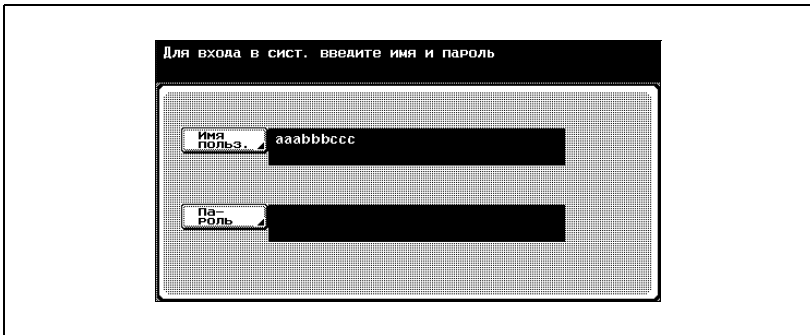 Для входа в сист. введите имя и пароль
Имя
польз.
aaabbbccc
Па-
роль